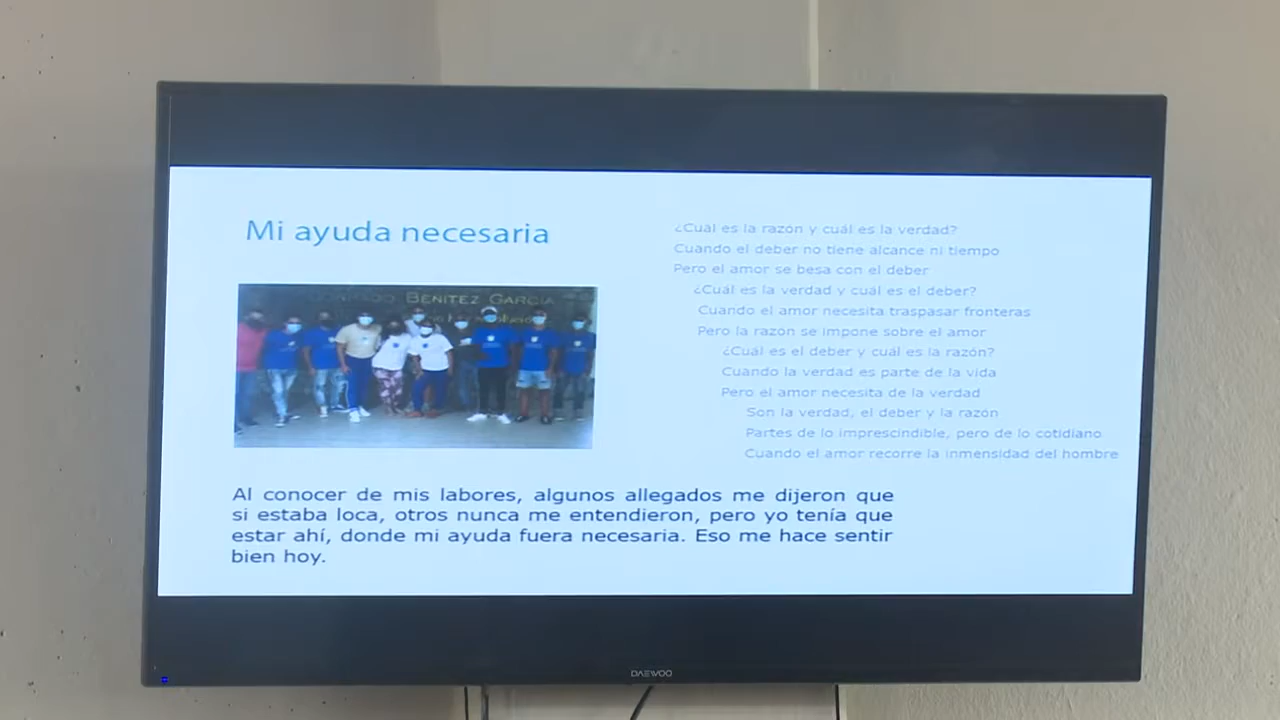 Mi ayuda necesaria
BENITEZ GARCIA
Al conocer de mis labores, algunos allegados me dijeron que
si estaba loca, otros nunca me entendieron, pero yo tenía que
estar ahí, donde mi ayuda fuera necesaria. Eso me hace sentir
bien hoy.
¿Cuál es la razón y cuál es la verdad?
Cuando el deber no tiene alcance ni tiempo
Pero el amor se besa con el deber
¿Cuál es la verdad y cuál es el deber?
Cuando el amor necesita traspasar fronteras
Pero la razón se impone sobre el amor
¿Cuál es el deber y cuál es la razón?
Cuando la verdad es parte de la vida
Pero el amor necesita de la verdad
Son la verdad, el deber y la razón
Partes de lo imprescindible, pero de lo cotidiano
Cuando el amor recorre la inmensidad del hombre
DAEWOO